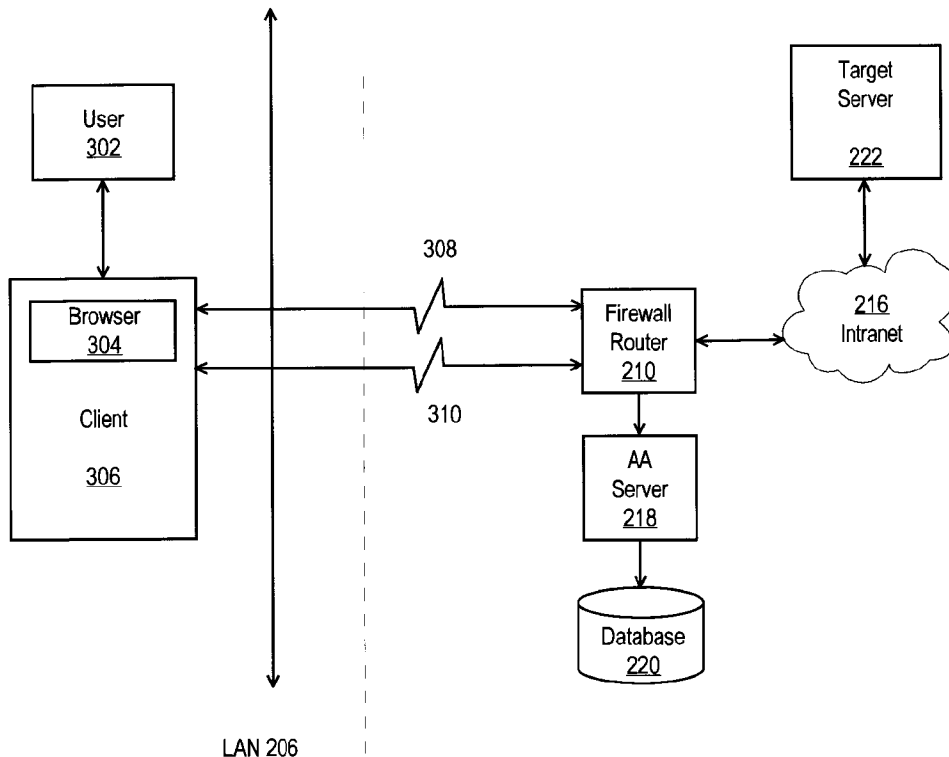 User
302
Browser
304
Client
306
308
310
LAN 206
Firewall
Router
210
AA
Server
218
Database
220
Target
Server
222
216
Intranet